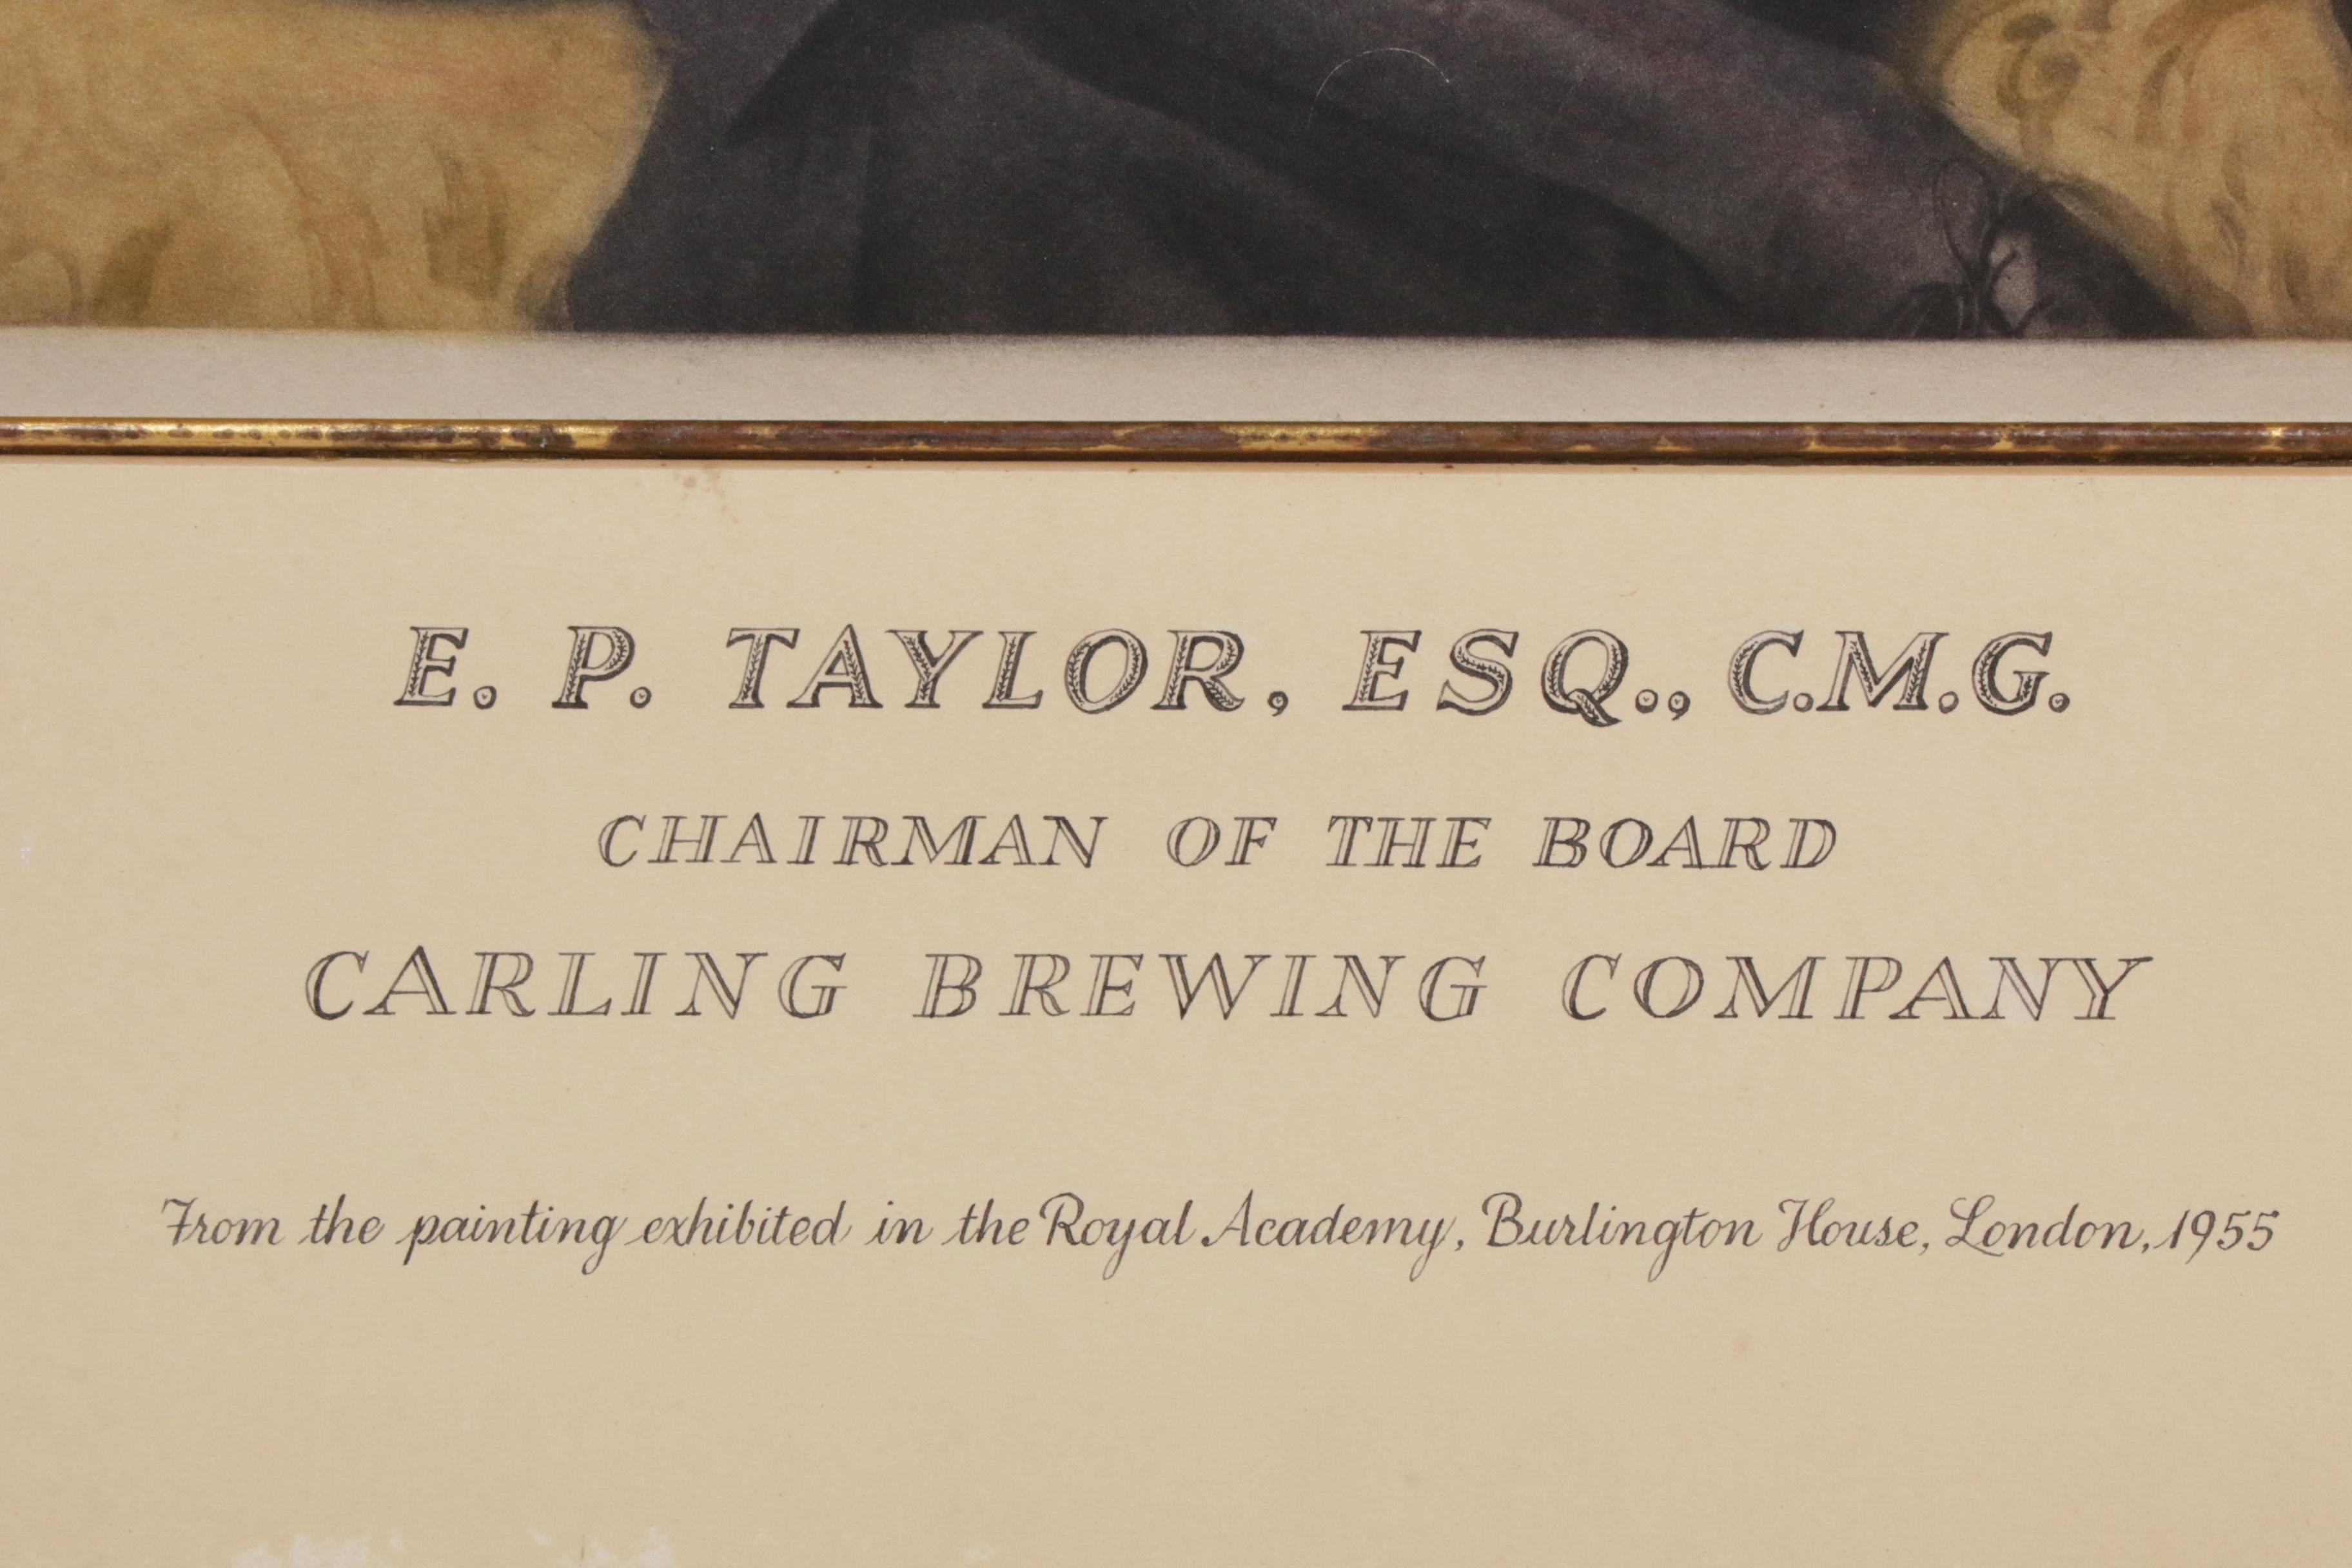 E. P. TAYLOR, ESQ., C.M.G.
CHAIRMAN OF THE BOARD
CARLING BREWING COMPANY
From the painting exhibited in the Royal Academy, Burlington House, London, 1955